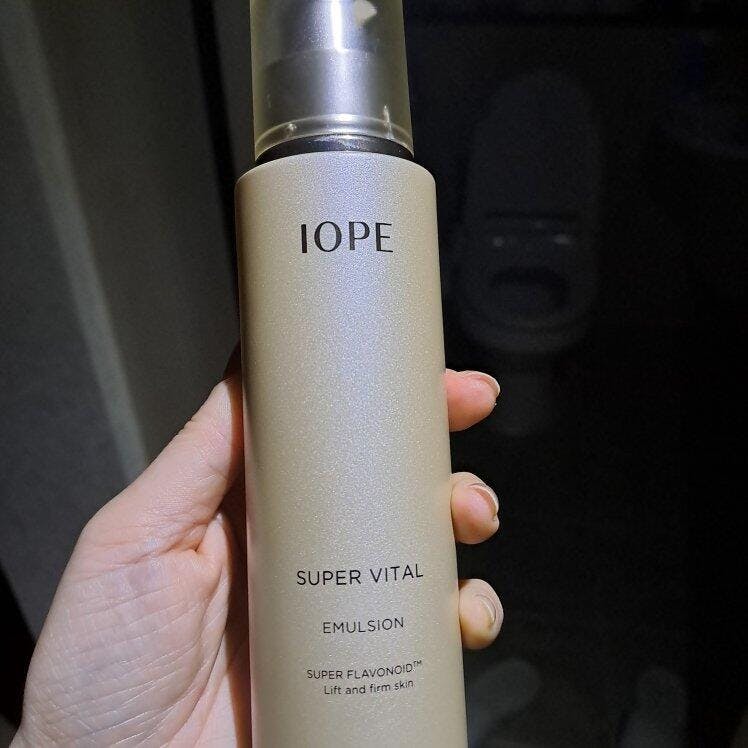 IOPE
SUPER VITAL
EMULSION
SUPER FLAVONOID™
Lift and firm skin